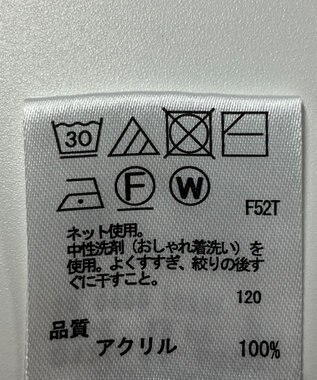 30
F W
F52T
ネット使用。
中性洗剤（おしゃれ着洗い）を
使用。よくすすぎ、絞りの後す
ぐに干すこと。
120
品質
アクリル 100%